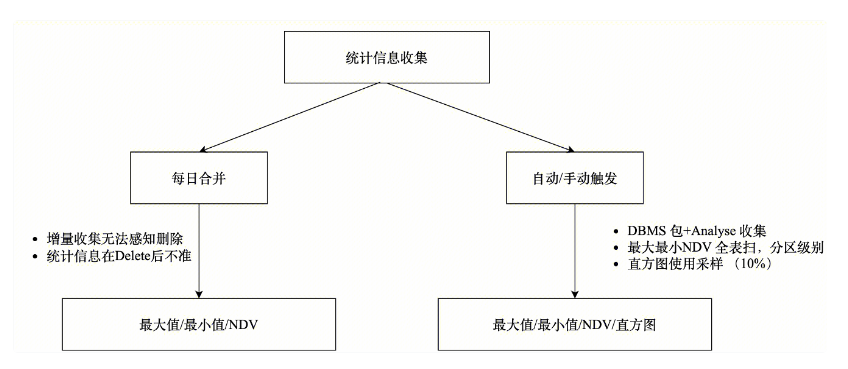 统计信息收集
每日合并
自动/手动触发
• 增量收集无法感知删除
• 统计信息在Delete后不准
• DBMS 包+Analyse 收集
• 最大最小NDV 全表扫，分区级别
• 直方图使用采样 （10%）
最大值/最小值/NDV
最大值/最小值/NDV/直方图